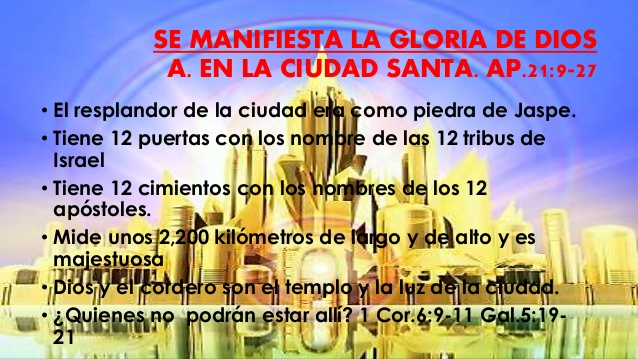 SE MANIFIESTA LA GLORIA DE DIOS
A. EN LA CIUDAD SANTA. AP.21:9-27
• El resplandor de la ciudad era como piedra de Jaspe.
• Tiene 12 puertas con los nombre de las 12 tribus de
Israel
• Tiene 12 cimientos con los nombres de los 12
apóstoles.
• Mide unos 2,200 kilómetros de largo y de alto y es
majestuosa
• Dios y el cordero son el templo y la luz de la ciudad.
• ¿Quienes no podrán estar allí? 1 Cor.6:9-11 Gal.5:19-
21